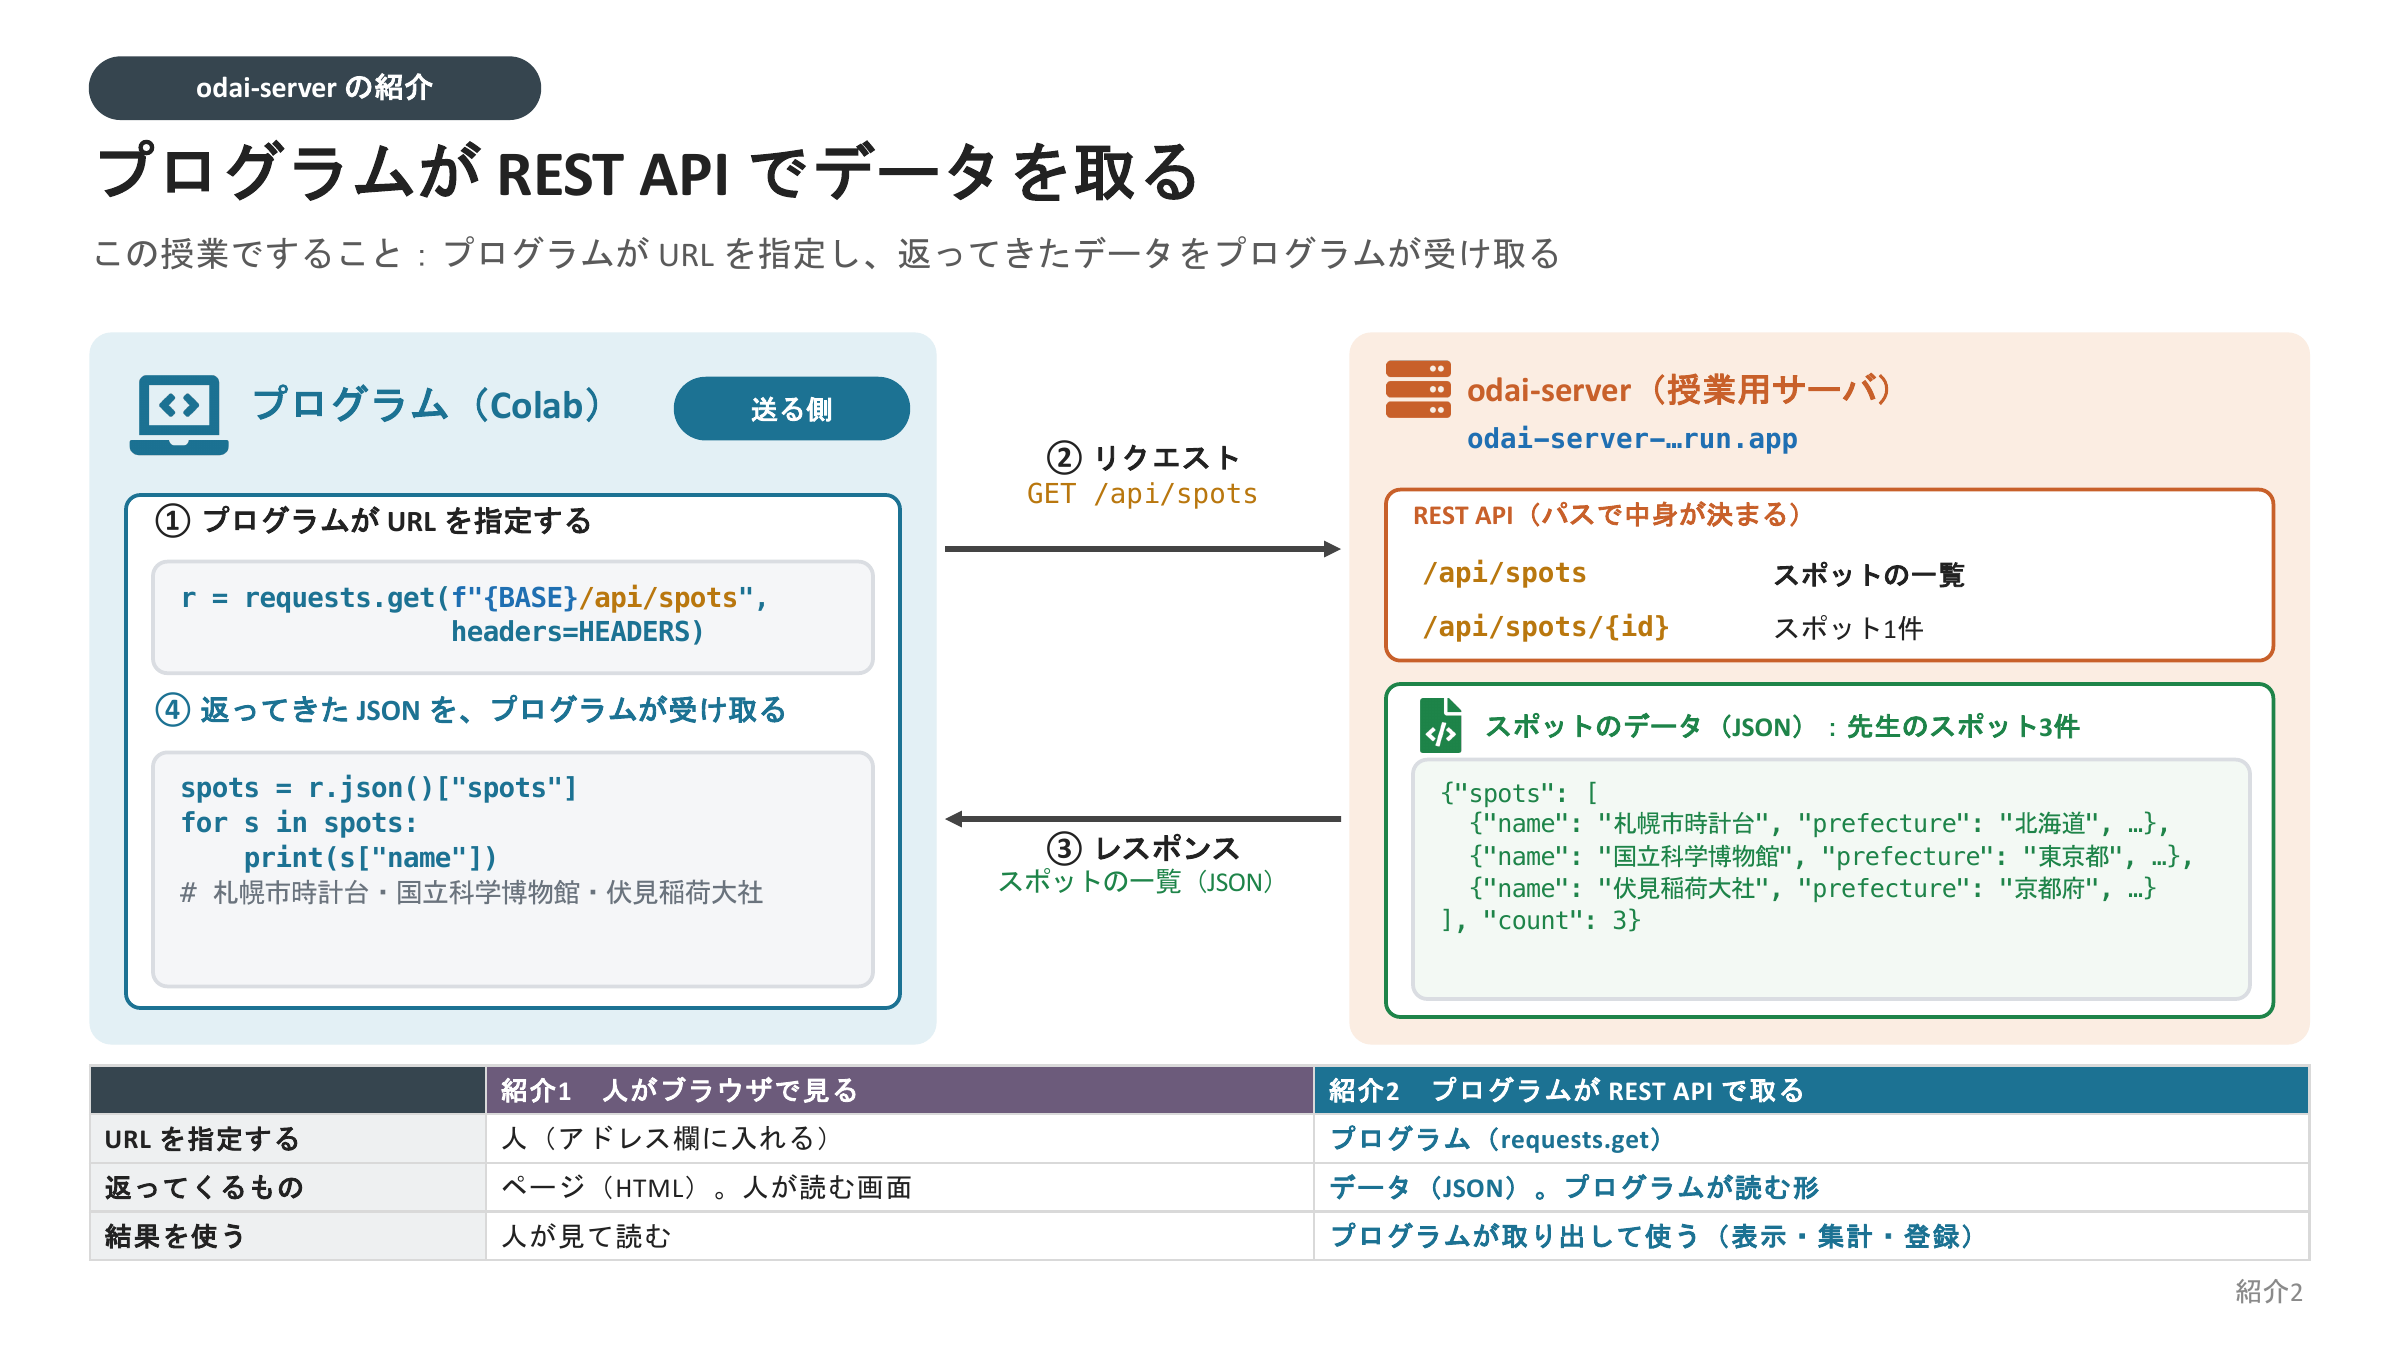 odai-server の紹介
プログラムが REST API でデータを取る
この授業ですること：プログラムが URL を指定し、返ってきたデータをプログラムが受け取る
プログラム（Colab）
送る側
① プログラムが URL を指定する
r = requests.get(f"{BASE}/api/spots",
headers=HEADERS)
④ 返ってきた JSON を、プログラムが受け取る
spots = r.json()["spots"]
for s in spots:
print(s["name"])
# 札幌市時計台・国立科学博物館・伏見稲荷大社
② リクエスト
GET /api/spots
③ レスポンス
スポットの一覧（JSON）
odai-server（授業用サーバ）
odai-server-…run.app
REST API（パスで中身が決まる）
/api/spots スポットの一覧
/api/spots/{id} スポット1件
スポットのデータ（JSON）：先生のスポット3件
{"spots": [
{"name": "札幌市時計台", "prefecture": "北海道", …},
{"name": "国立科学博物館", "prefecture": "東京都", …},
{"name": "伏見稲荷大社", "prefecture": "京都府", …}
], "count": 3}
紹介1　人がブラウザで見る 紹介2　プログラムが REST API で取る
URL を指定する 人（アドレス欄に入れる） プログラム（requests.get）
返ってくるもの ページ（HTML）。人が読む画面 データ（JSON）。プログラムが読む形
結果を使う 人が見て読む プログラムが取り出して使う（表示・集計・登録）
紹介2